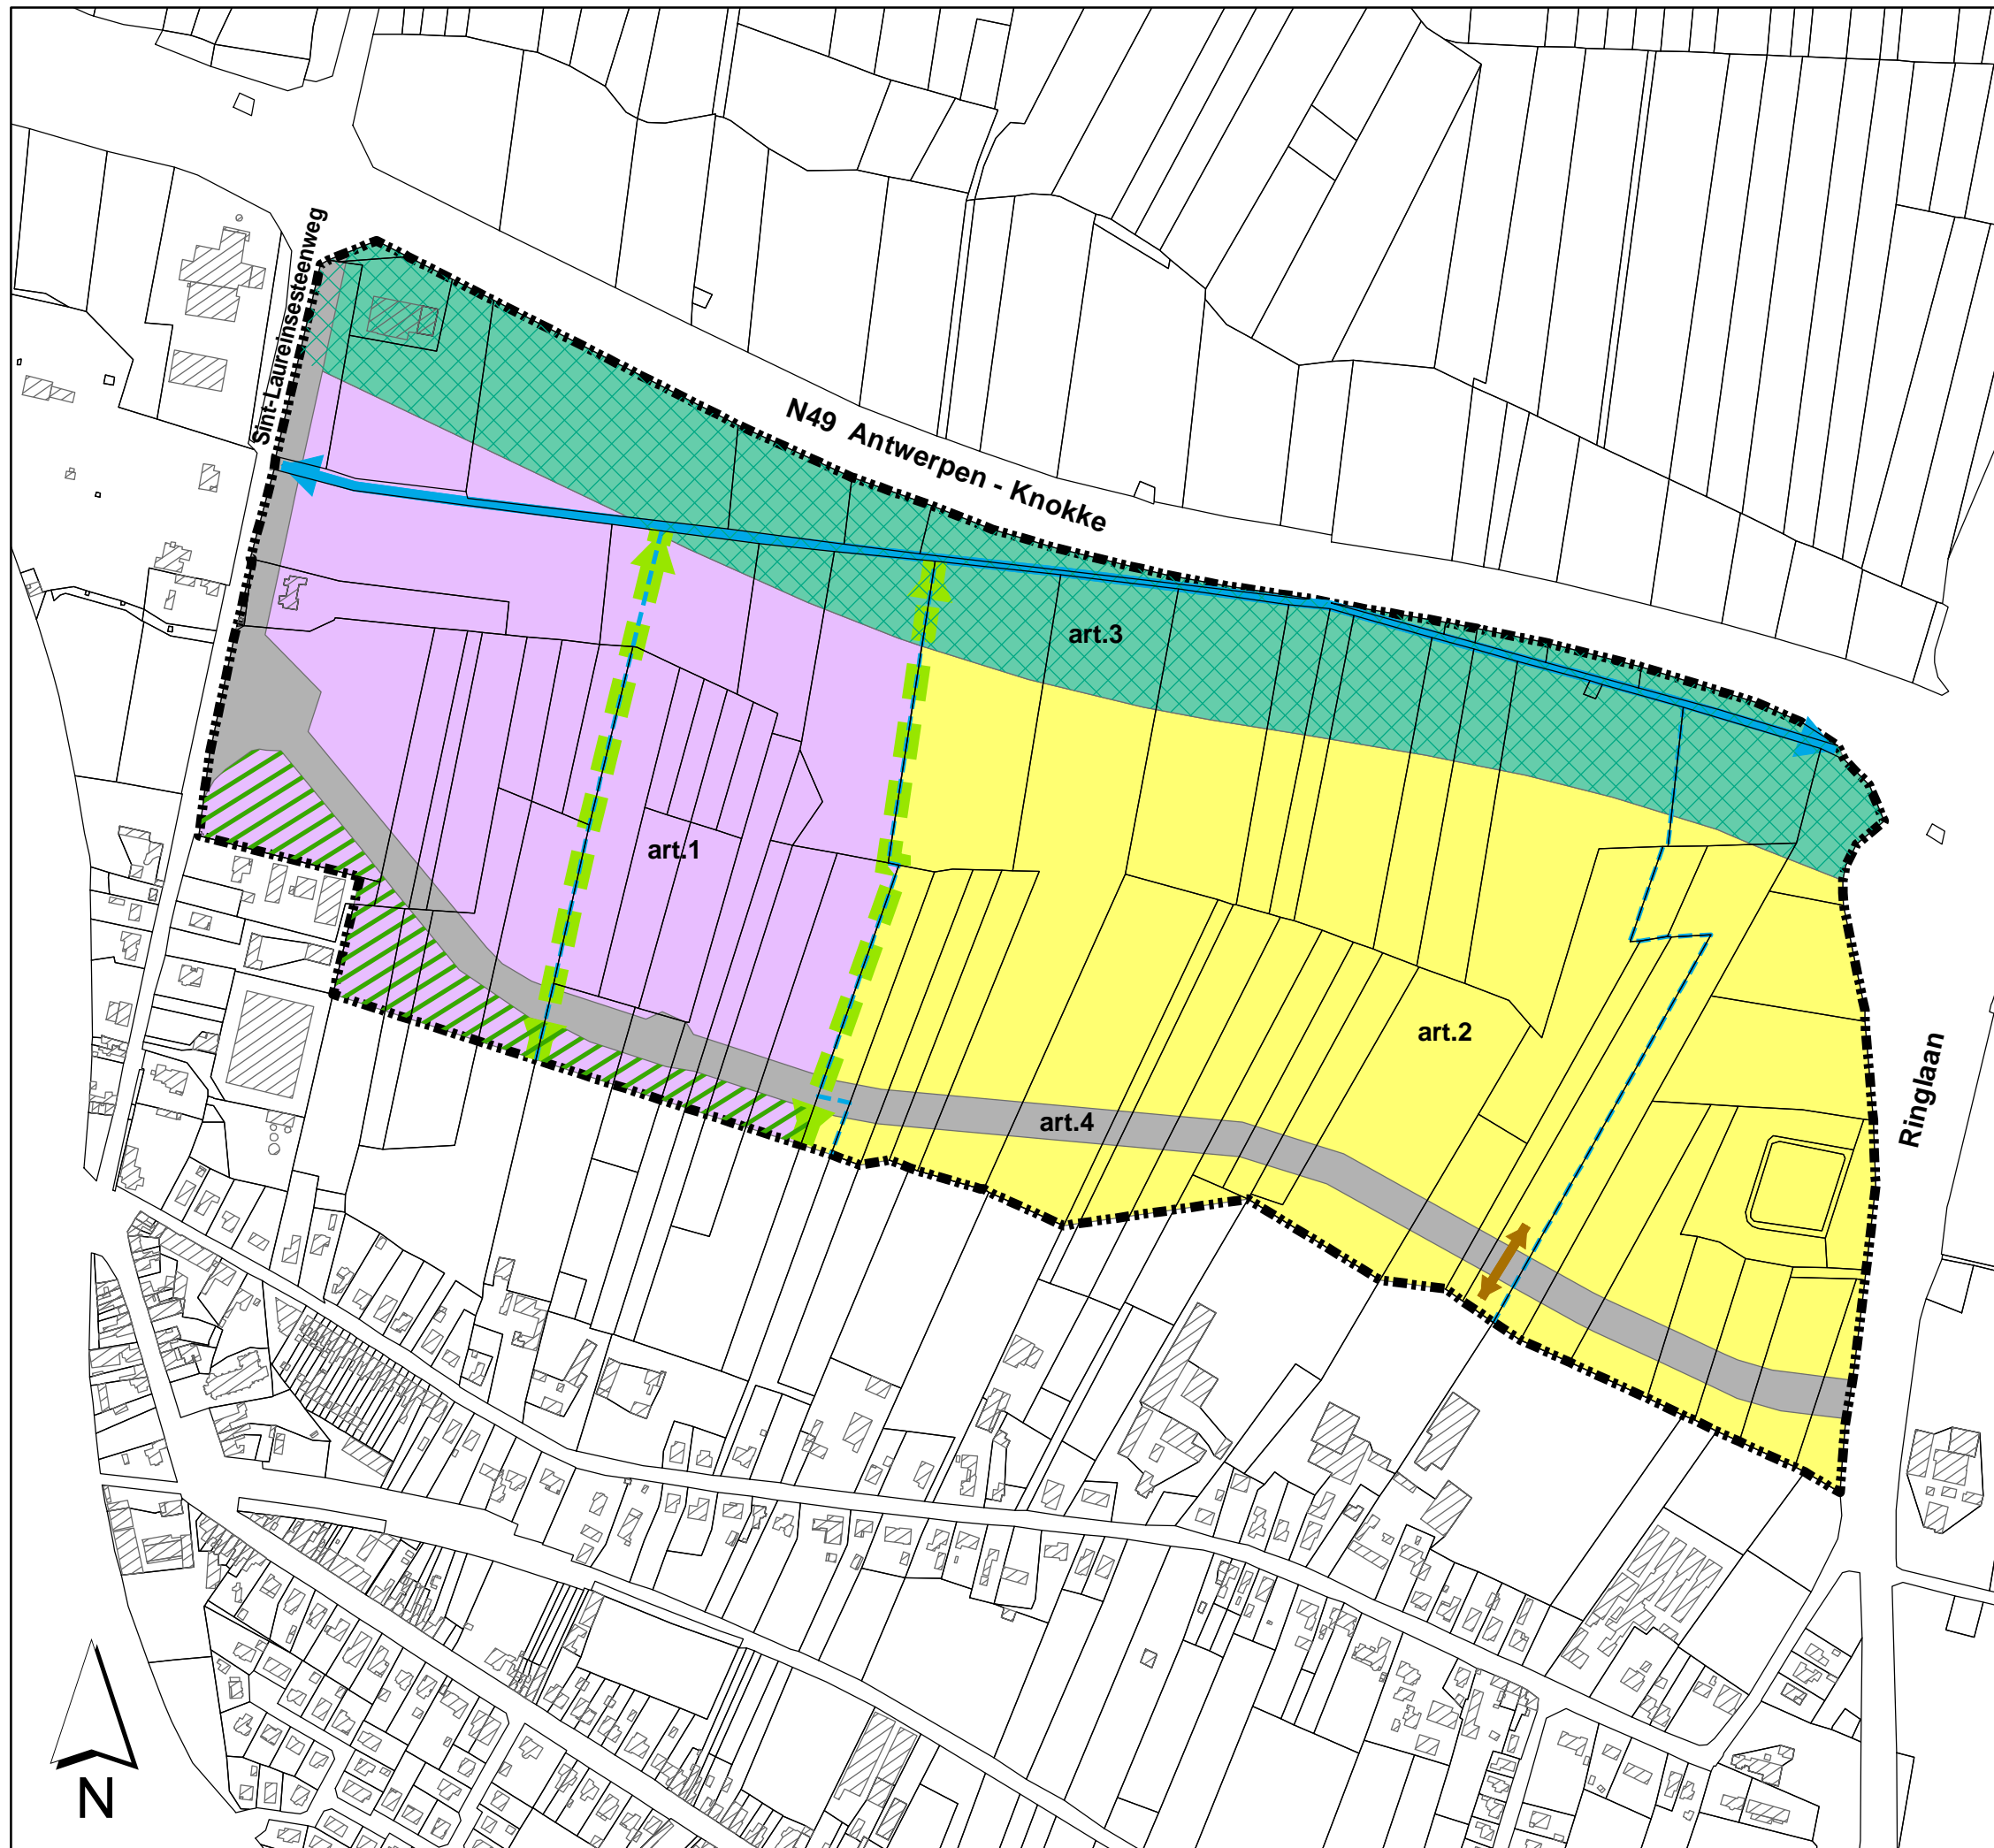 Sint-Laureinsesteenweg
N49 Antwerpen - Knokke
art.3
art.1
art.2
art.4
Ringlaan
N